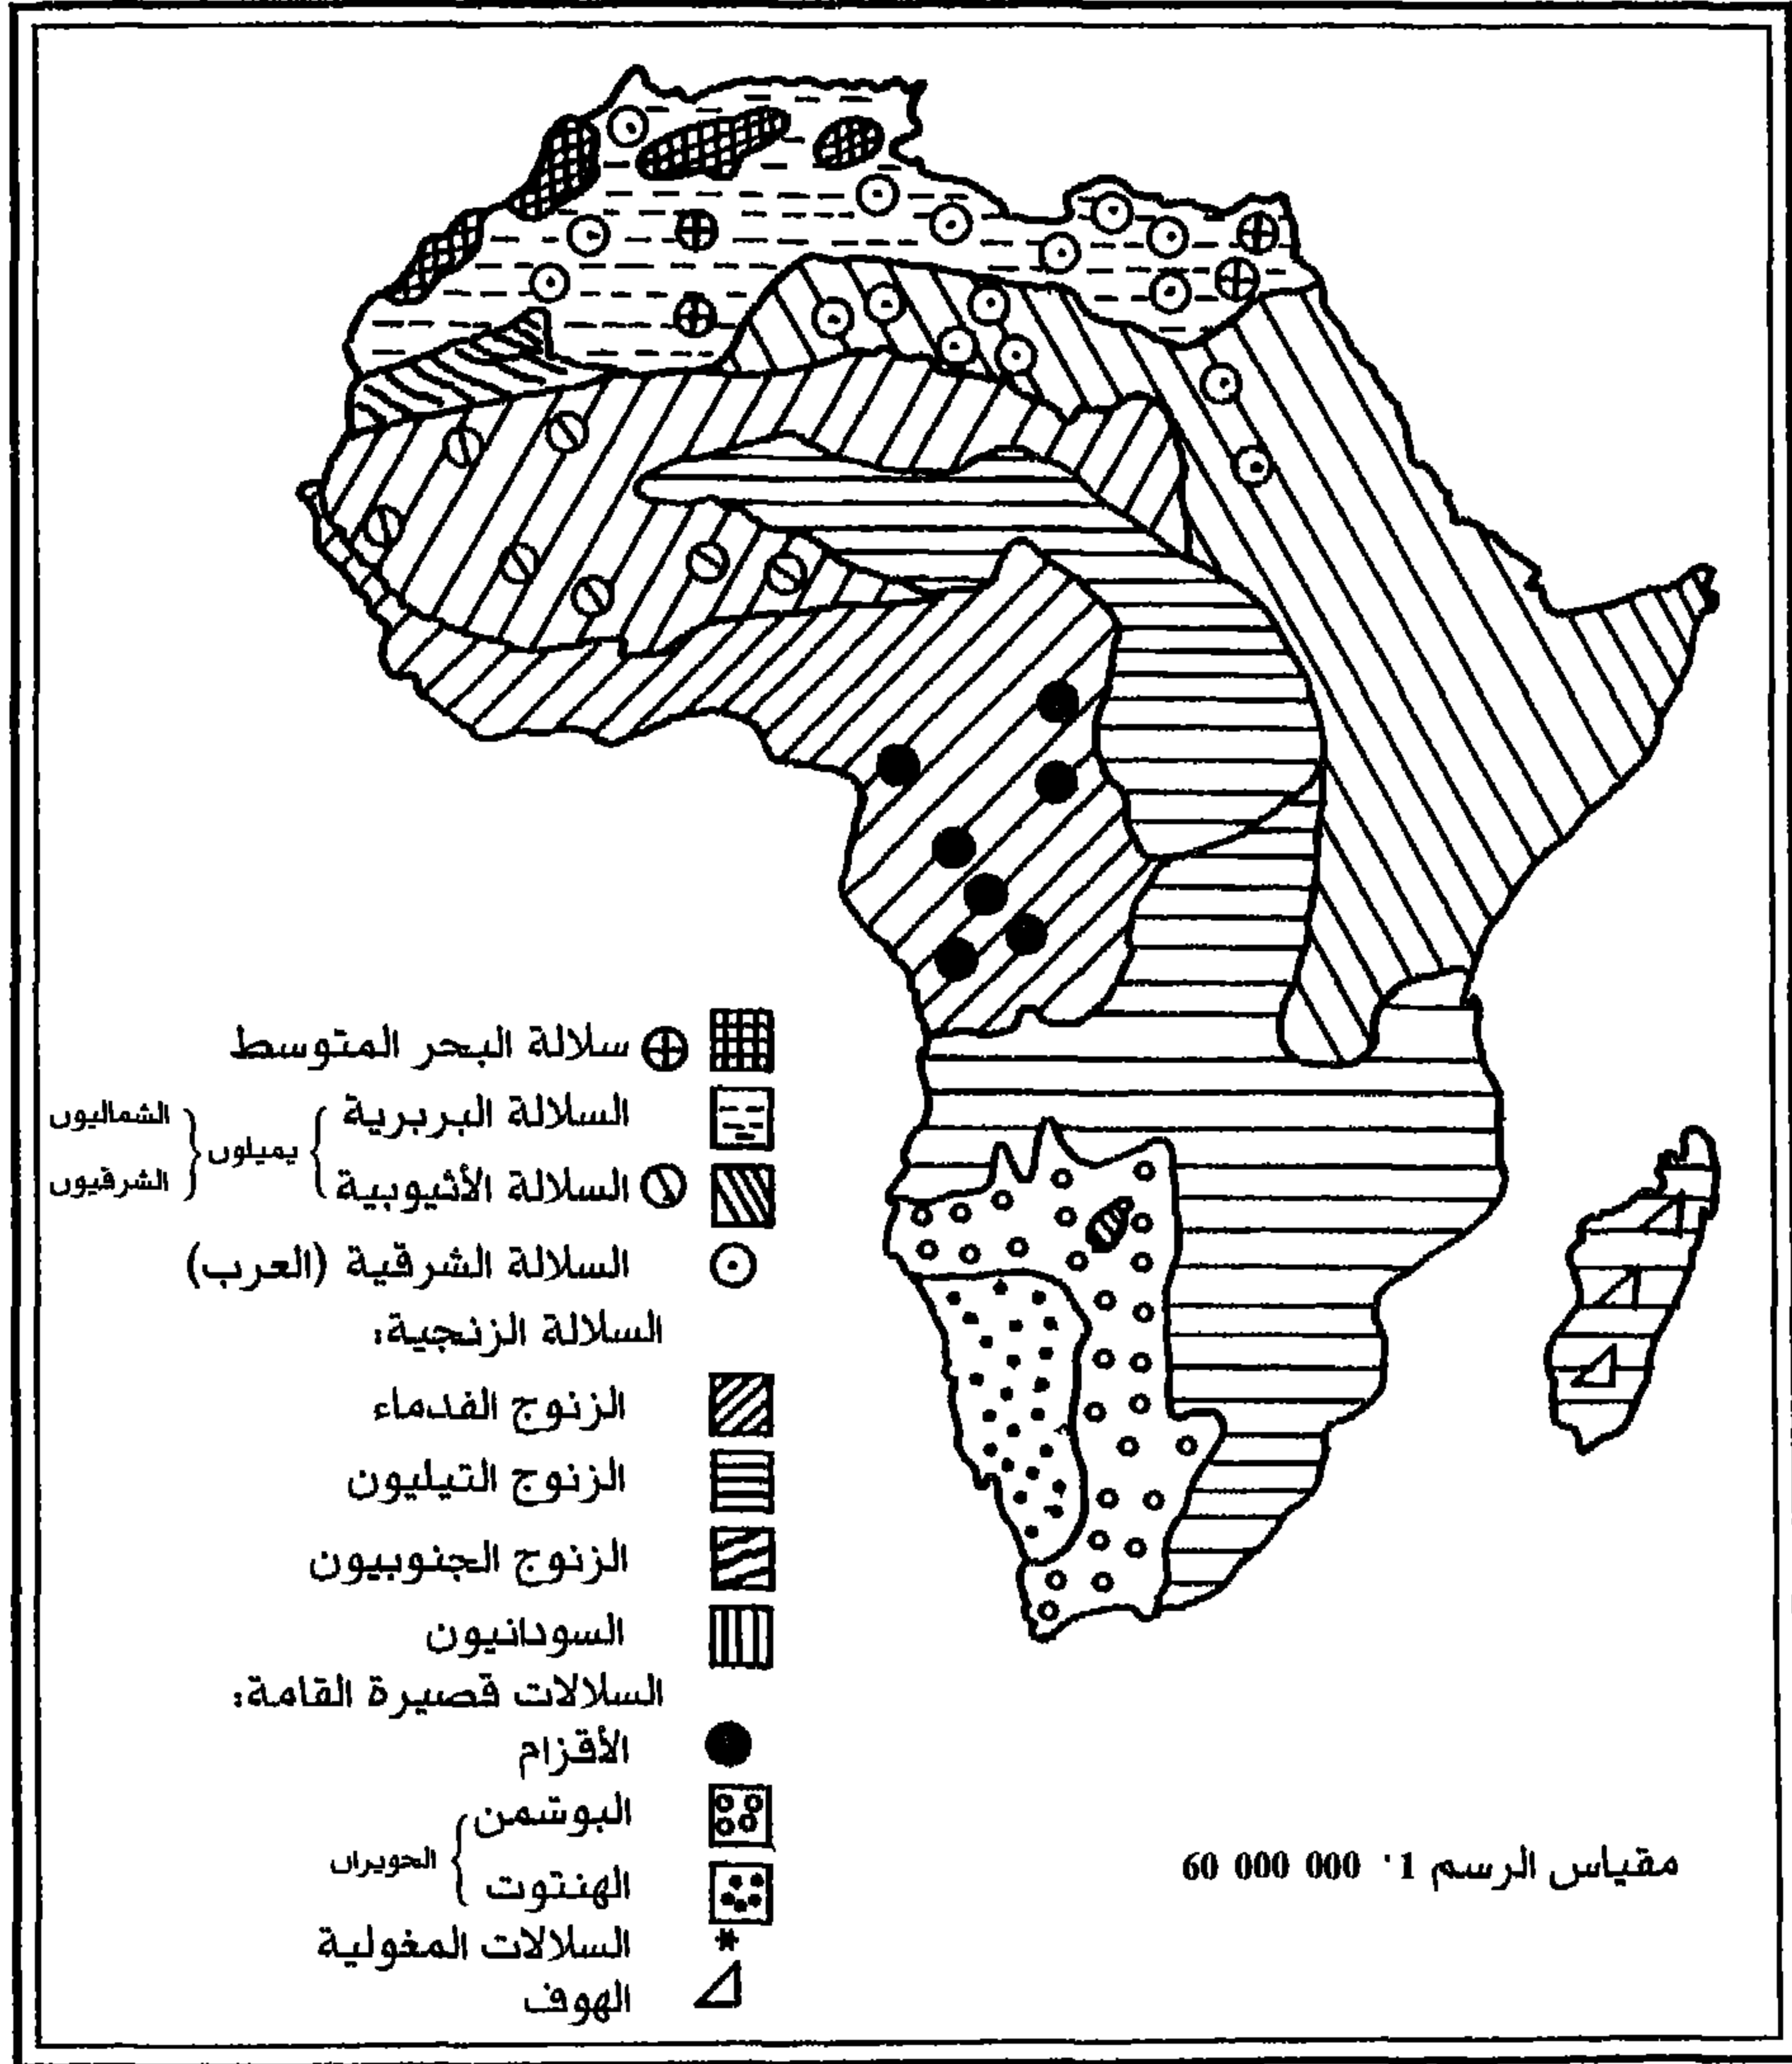 سلالة البحر المتوسط
السلالة البربرية
السلالة الأثيوبية
يميلون
الشماليون
الشرقيون
السلالة الشرقية (العرب)
السلالة الزنجية:
الزنوج القدماء
الزنوج التيليون
الزنوج الجنوبيون
السودانيون
السلالات قصيرة القامة:
الأقزام
البوشمن
الهنتوت
السلالات المغولية
الهوف
مقياس الرسم 1. 000 000 60